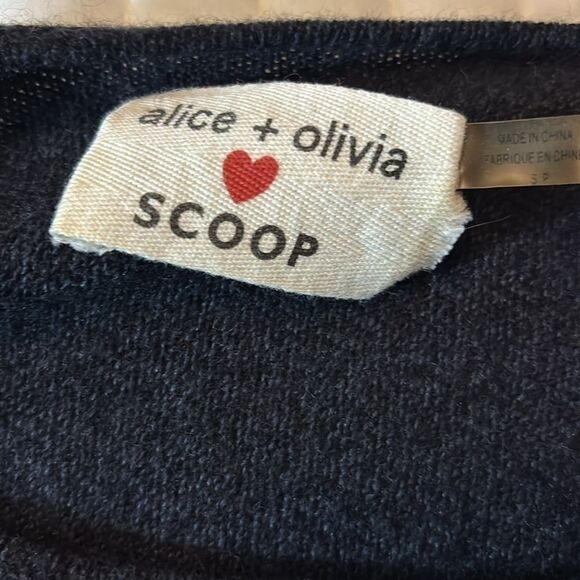 alice + olivia
SCOOP
MADE IN CHINA
FABRIQUE EN CHINE
S P